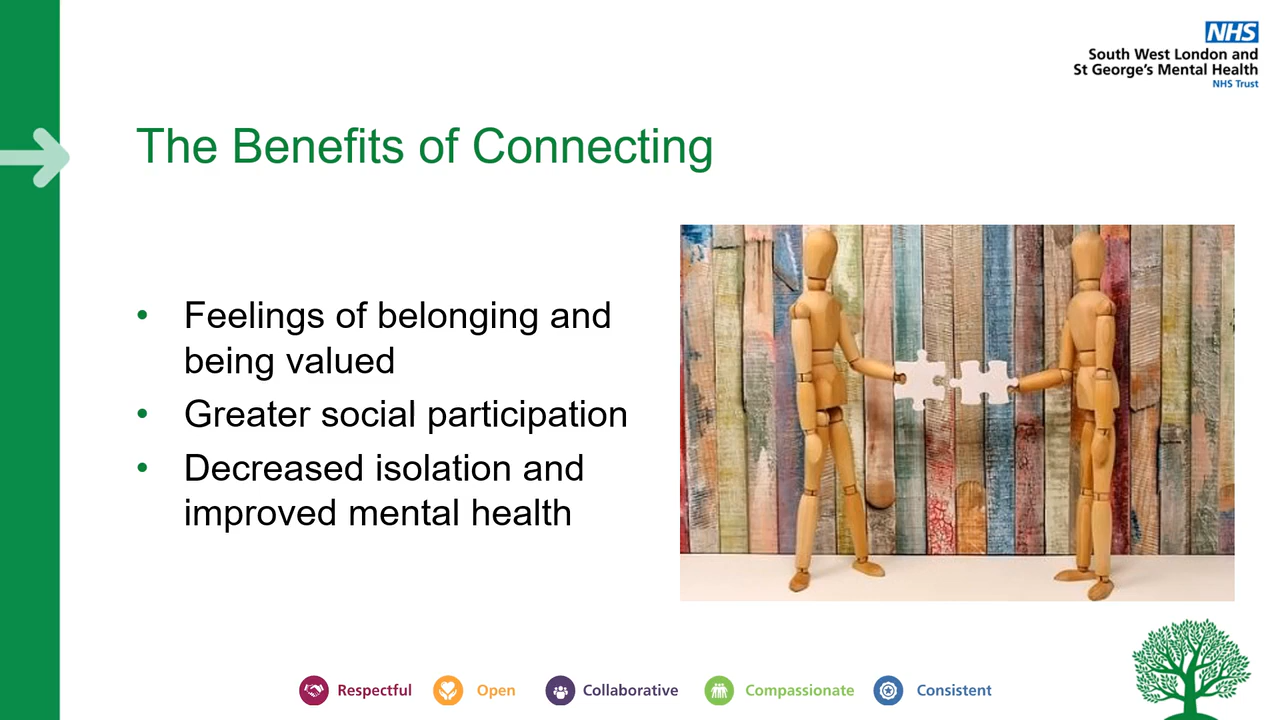 NHS
South West London and
St George's Mental Health
NHS Trust
The Benefits of Connecting
• Feelings of belonging and
being valued
• Greater social participation
• Decreased isolation and
improved mental health
Respectful Open Collaborative Compassionate Consistent